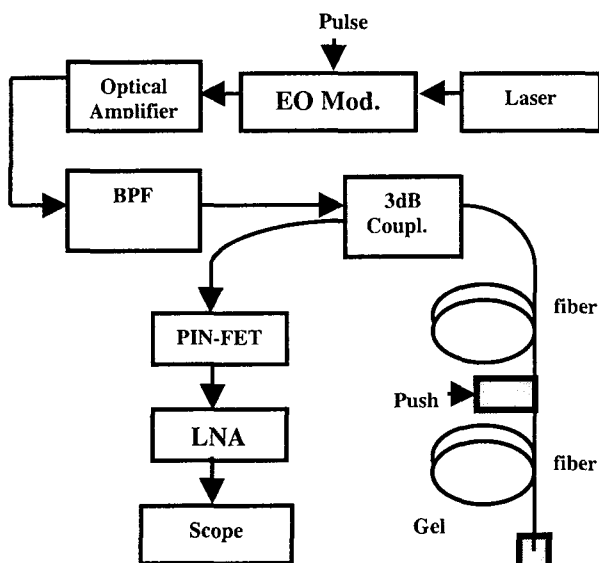 Pulse
Optical
Amplifier
EO Mod.
Laser
BPF
3dB
Coupl.
fiber
PIN-FET
Push
LNA
fiber
Gel
Scope